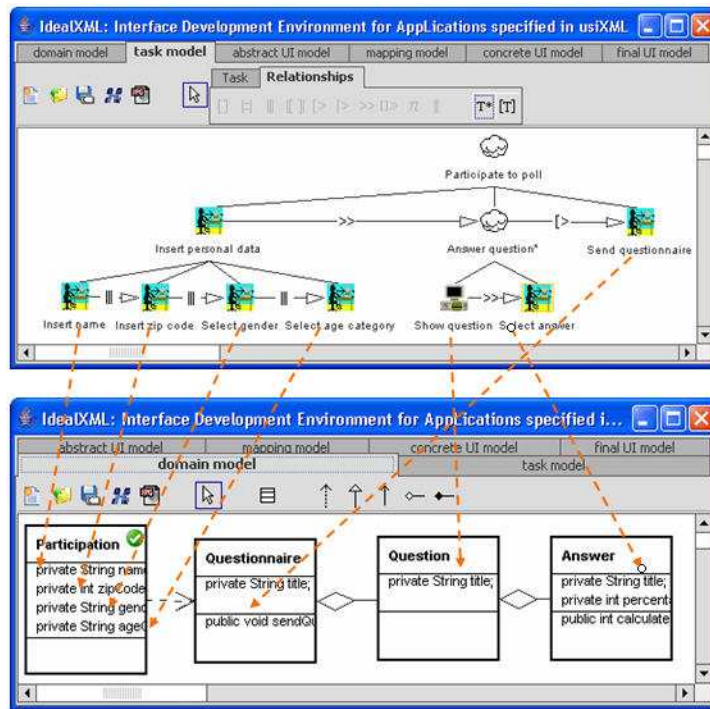 IdealXML: Interface Development Environment for AppLications specified in usiXML
domain model task model abstract UI model mapping model concrete UI model final UI model
Task Relationships
T* [T]
Participate to poll
>> [>
Insert personal data Answer question* Send questionnaire
||| ||| ||| >>
Insert name Insert zip code Select gender Select age category Show question Select answer
IdealXML: Interface Development Environment for AppLications specified i...
abstract UI model mapping model concrete UI model final UI model
domain model task model
Participation Questionnaire Question Answer
private String name private String title; private String title; private String title;
private int zipCode private int percenta
private String gend public void sendQu public int calculate
private String ageC